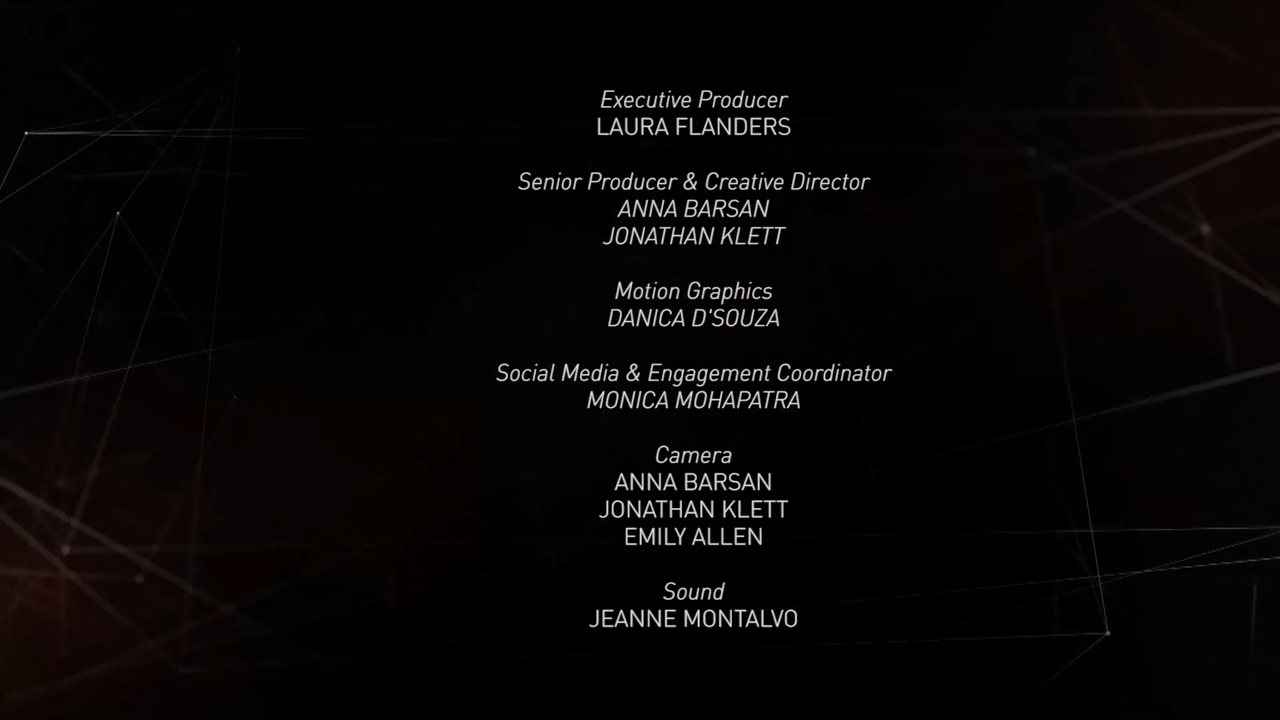 Executive Producer
LAURA FLANDERS
Senior Producer & Creative Director
ANNA BARSAN
JONATHAN KLETT
Motion Graphics
DANICA D'SOUZA
Social Media & Engagement Coordinator
MONICA MOHAPATRA
Camera
ANNA BARSAN
JONATHAN KLETT
EMILY ALLEN
Sound
JEANNE MONTALVO